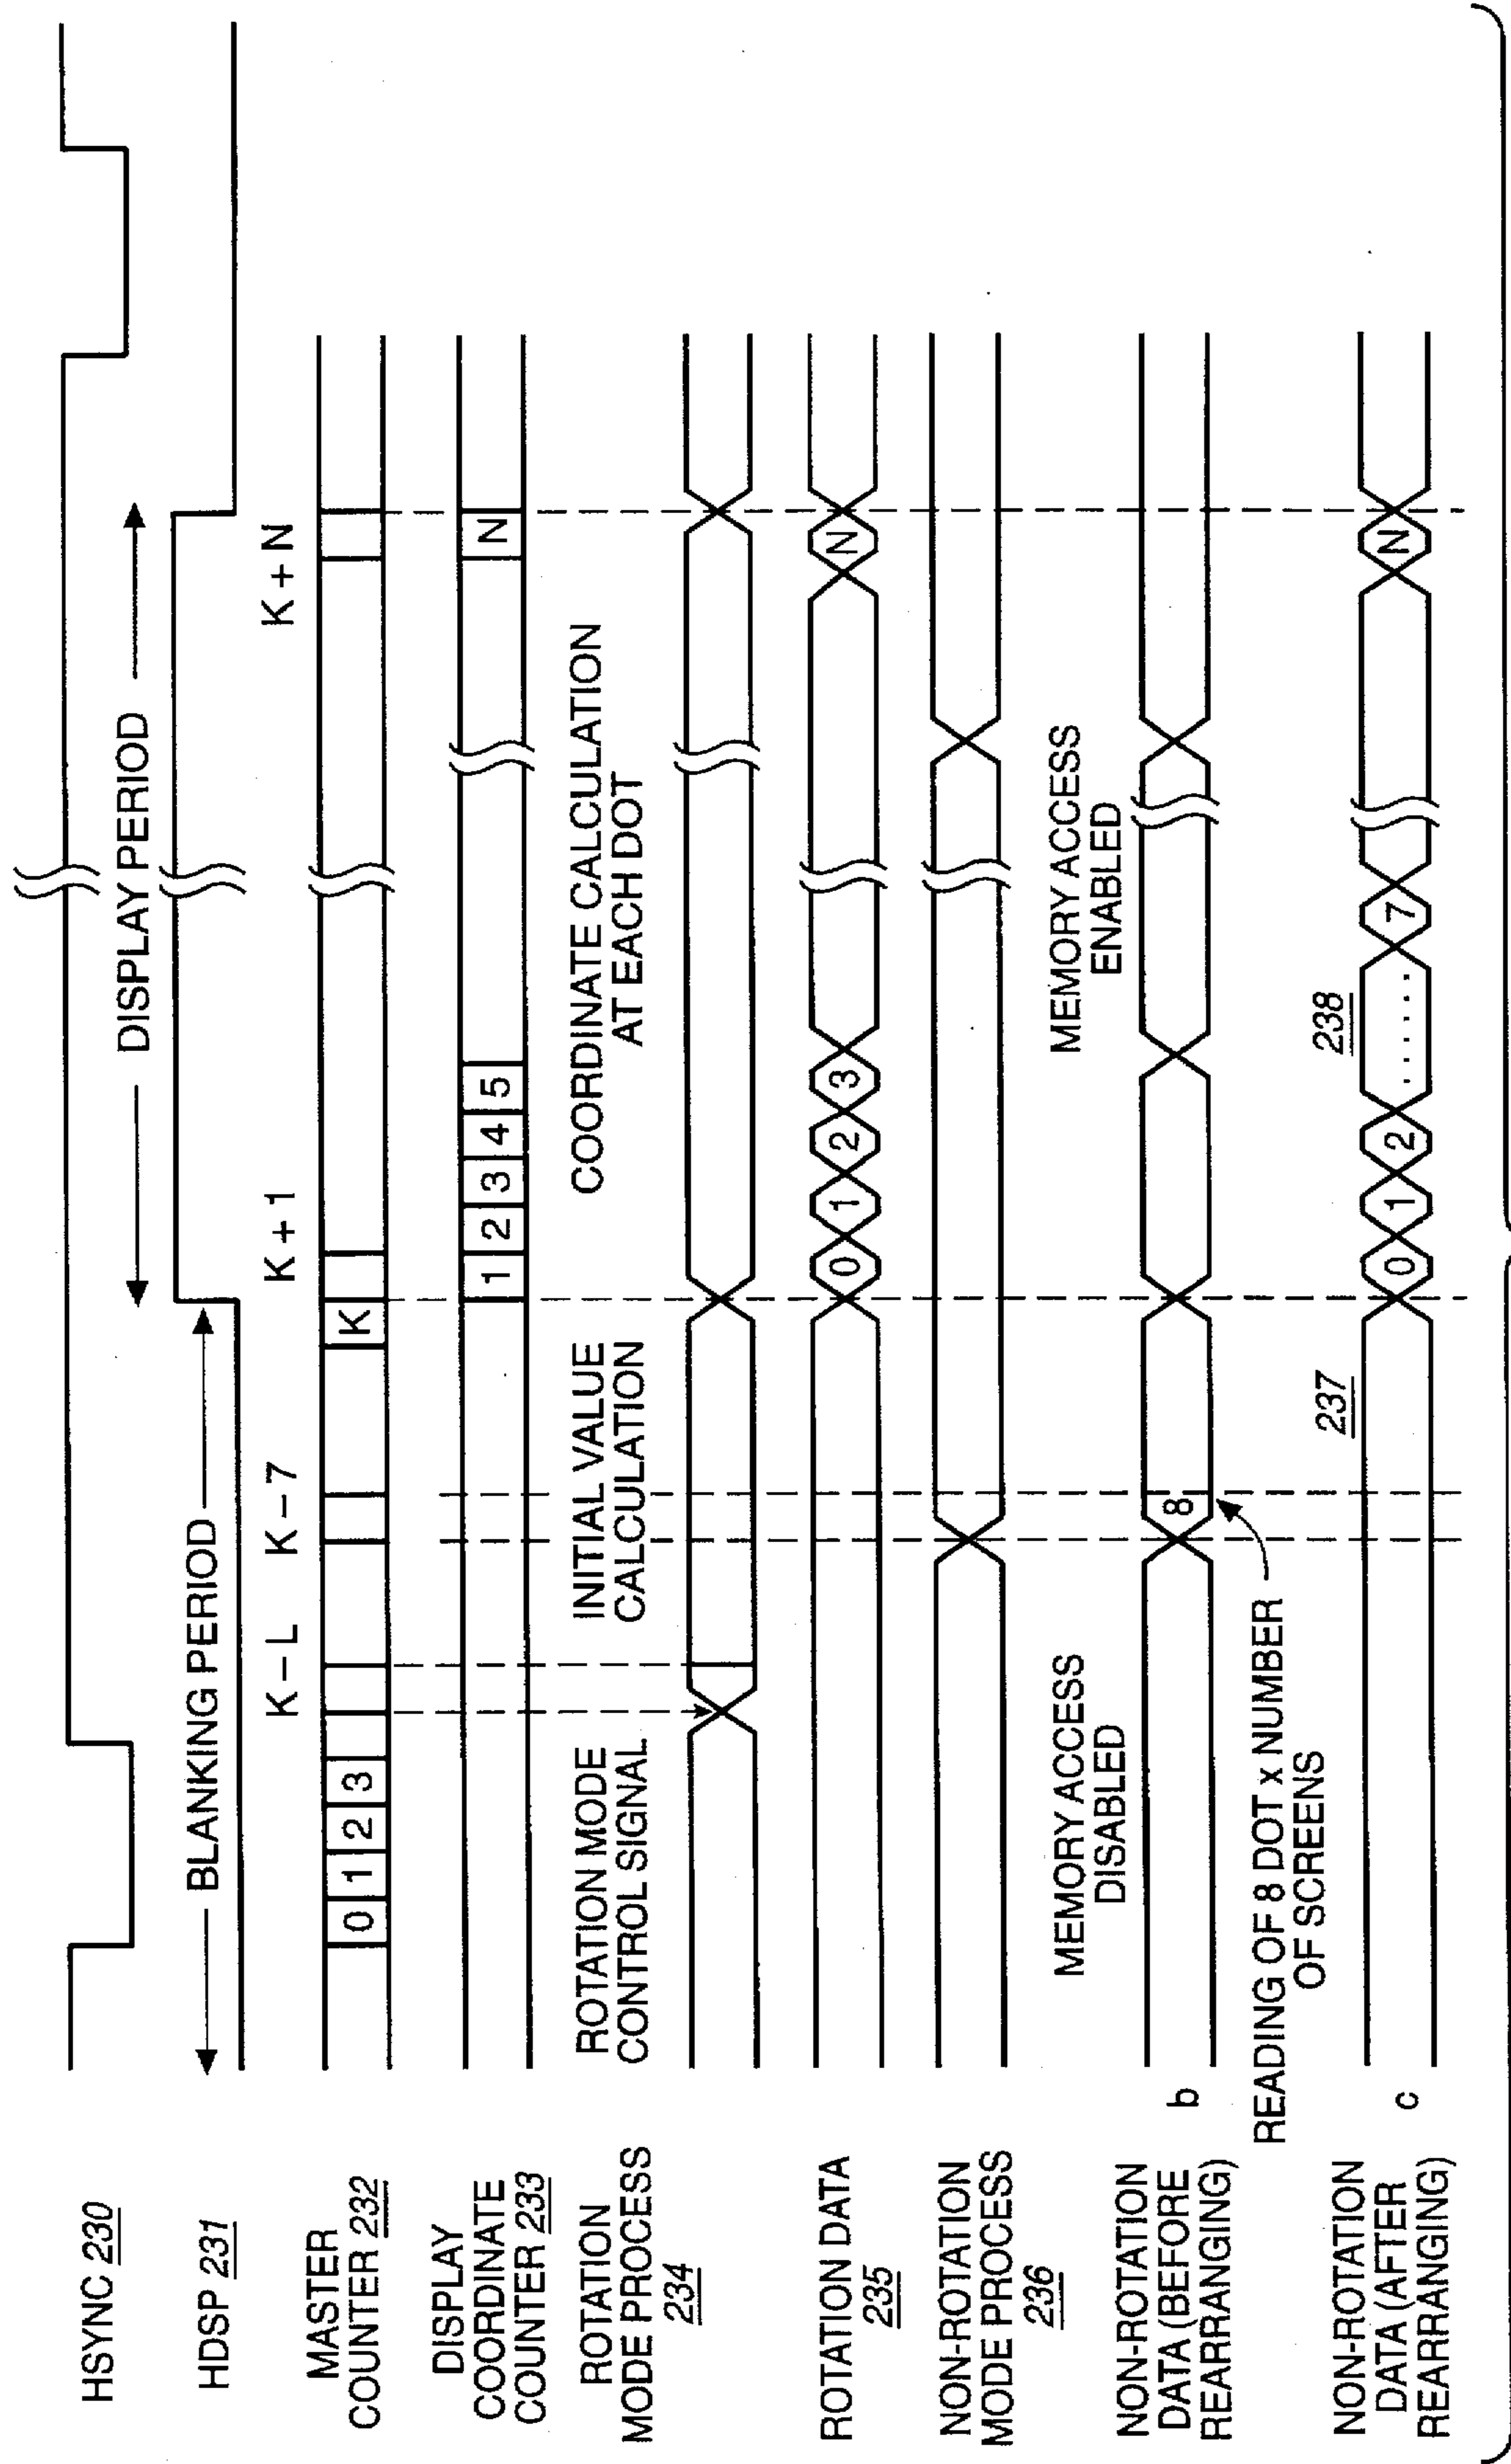 HSYNC 230
HDSP 231
← BLANKING PERIOD →
← DISPLAY PERIOD →
K – L
K – 7
K + 1
K + N
MASTER
COUNTER 232
0 1 2 3
K
DISPLAY
COORDINATE
COUNTER 233
1 2 3 4 5
N
ROTATION
MODE PROCESS
234
ROTATION MODE
CONTROL SIGNAL
INITIAL VALUE
CALCULATION
COORDINATE CALCULATION
AT EACH DOT
ROTATION DATA
235
0 1 2 3
N
NON-ROTATION
MODE PROCESS
236
NON-ROTATION
DATA (BEFORE
REARRANGING)
b
MEMORY ACCESS
DISABLED
8
MEMORY ACCESS
ENABLED
READING OF 8 DOT x NUMBER
OF SCREENS
237
238
NON-ROTATION
DATA (AFTER
REARRANGING)
c
0 1 2 ...... 7
N